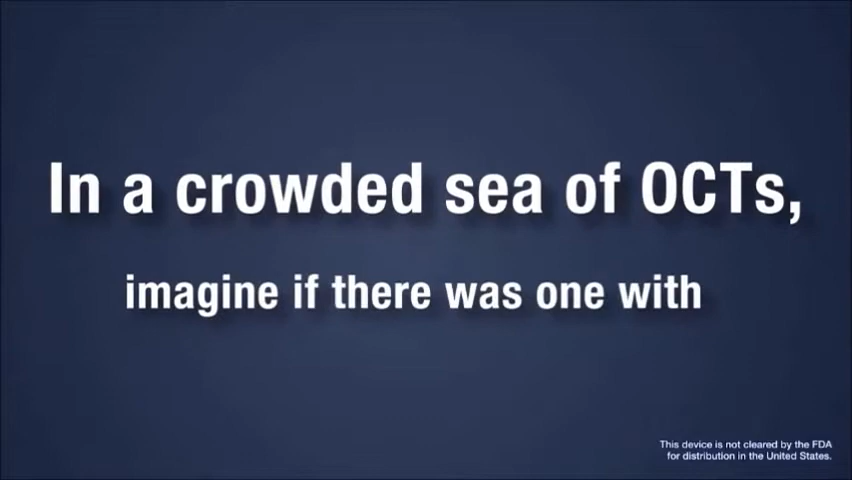 In a crowded sea of OCTs,
imagine if there was one with
This device is not cleared by the FDA
for distribution in the United States.